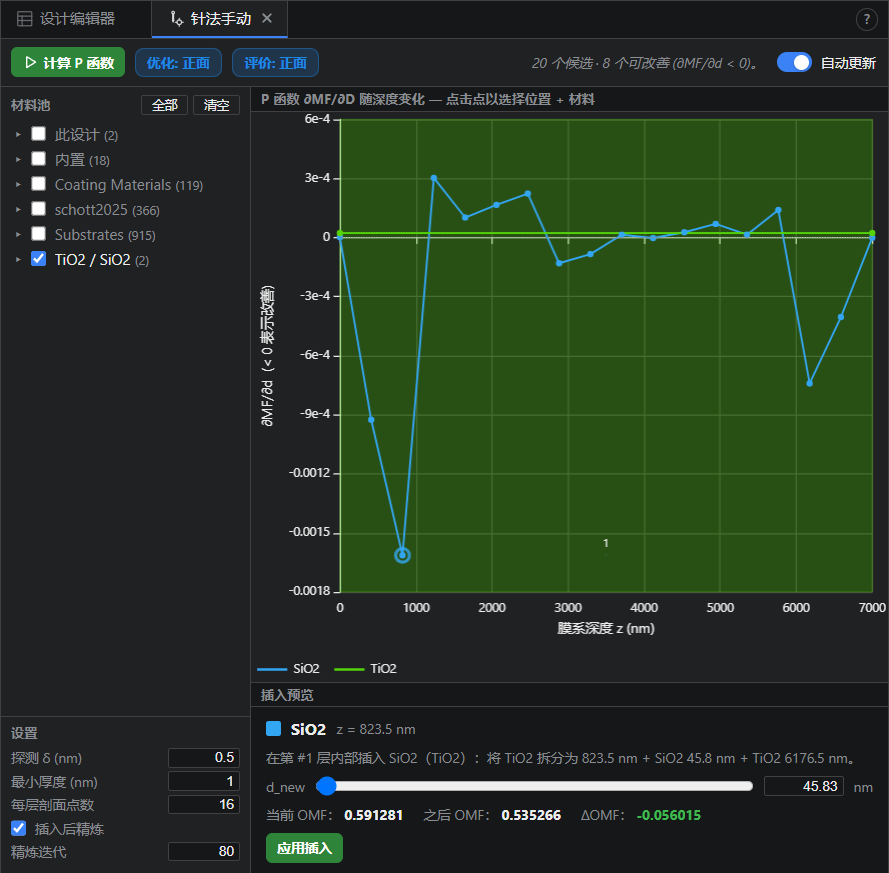 设计编辑器
针法手动 ×
?
计算 P 函数
优化: 正面
评价: 正面
20 个候选 · 8 个可改善 (∂MF/∂d < 0)。
自动更新
材料池
全部
清空
此设计 (2)
内置 (18)
Coating Materials (119)
schott2025 (366)
Substrates (915)
TiO2 / SiO2 (2)
P 函数 ∂MF/∂D 随深度变化 — 点击点以选择位置 + 材料
6e-4
3e-4
0
-3e-4
-6e-4
-9e-4
-0.0012
-0.0015
-0.0018
∂MF/∂d（< 0 表示改善）
1
0
1000
2000
3000
4000
5000
6000
7000
膜系深度 z (nm)
SiO2
TiO2
设置
探测 δ (nm)
0.5
最小厚度 (nm)
1
每层剖面点数
16
插入后精炼
精炼迭代
80
插入预览
SiO2 z = 823.5 nm
在第 #1 层内部插入 SiO2（TiO2）：将 TiO2 拆分为 823.5 nm + SiO2 45.8 nm + TiO2 6176.5 nm。
d_new
45.83
nm
当前 OMF： 0.591281 之后 OMF： 0.535266 ΔOMF： -0.056015
应用插入